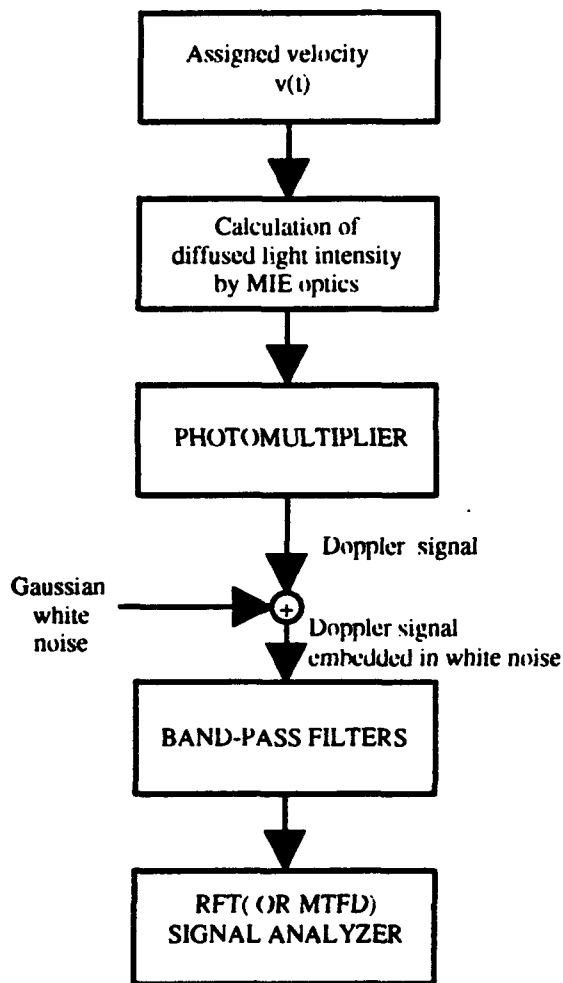 Assigned velocity
v(t)
Calculation of
diffused light intensity
by MIE optics
PHOTOMULTIPLIER
Doppler signal
Gaussian
white
noise
+
Doppler signal
embedded in white noise
BAND-PASS FILTERS
RFT( OR MTFD)
SIGNAL ANALYZER